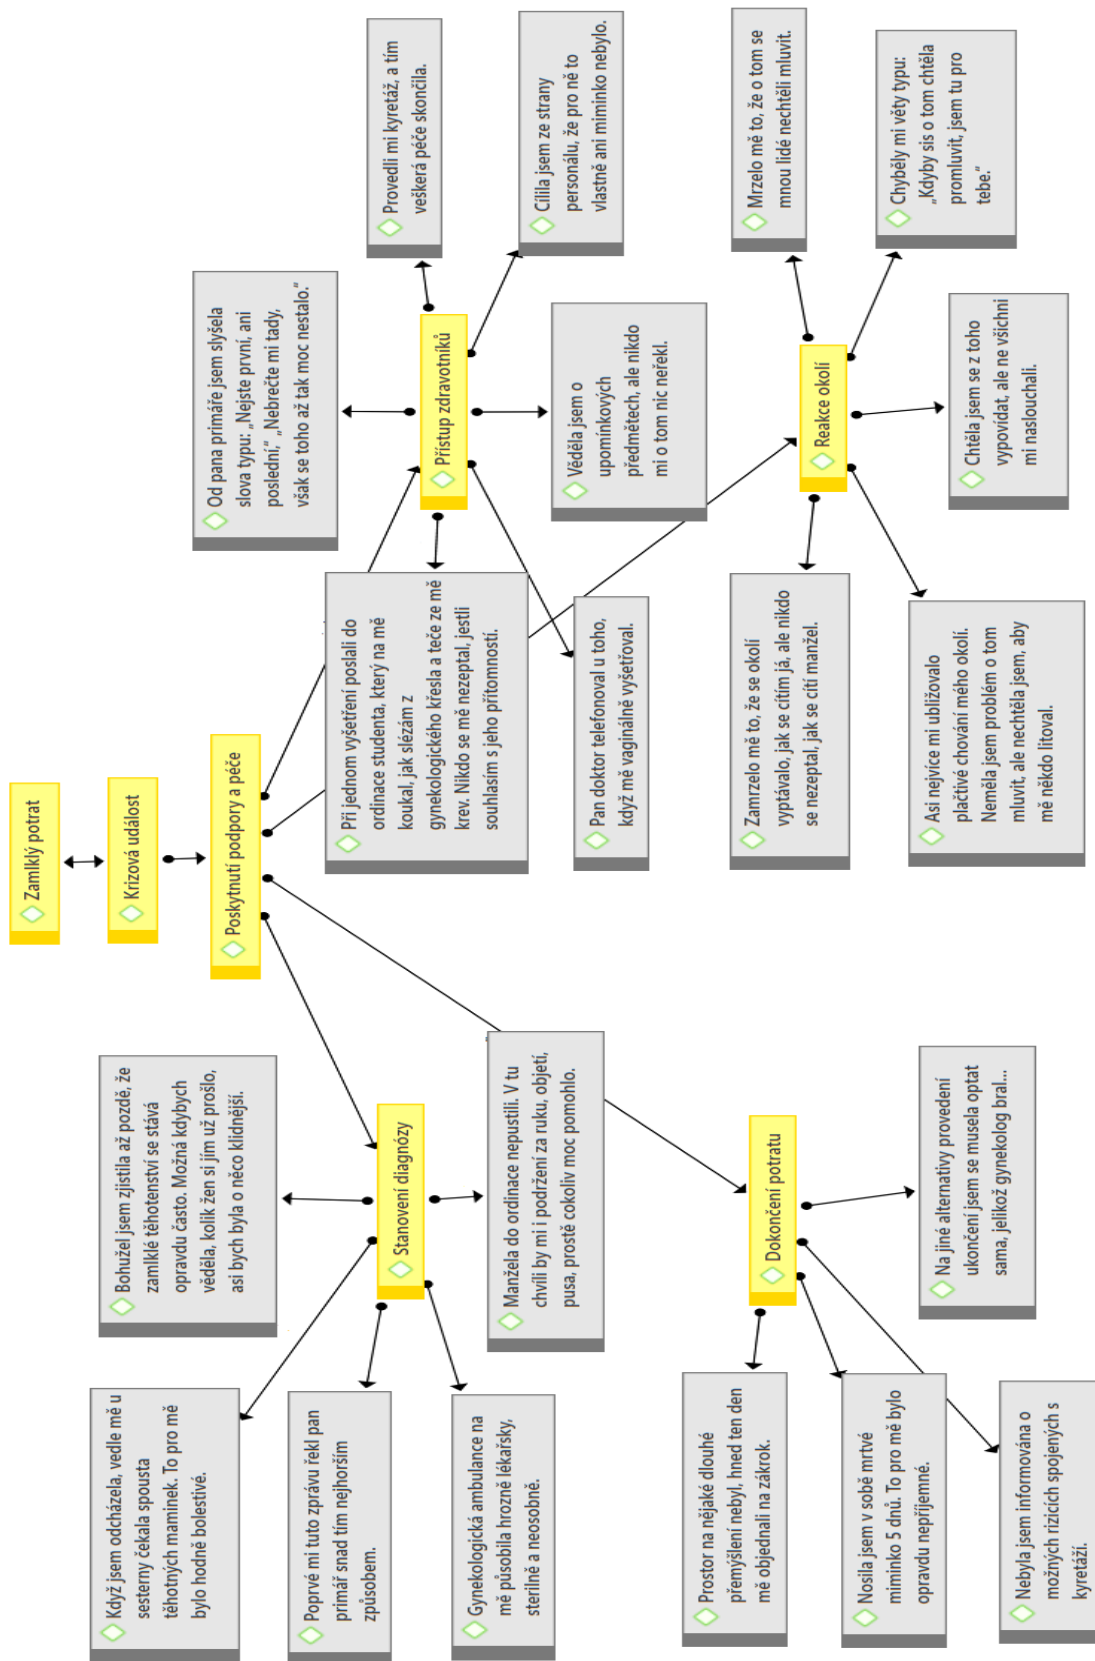 Zamlklý potrat
Krizová událost
Poskytnutí podpory a péče
Bohužel jsem zjistila až pozdě, že
zamlklé těhotenství se stává
opravdu často. Možná kdybych
věděla, kolik žen si jím už prošlo,
asi bych byla o něco klidnější.
Když jsem odcházela, vedle mě u
sesterny čekala spousta
těhotných maminek. To pro mě
bylo hodně bolestivé.
Poprvé mi tuto zprávu řekl pan
primář snad tím nejhorším
způsobem.
Stanovení diagnózy
Gynekologická ambulance na
mě působila hrozně lékařsky,
sterilně a neosobně.
Manžela do ordinace nepustili. V tu
chvíli by mi i podržení za ruku, objetí,
pusa, prostě cokoliv moc pomohlo.
Od pana primáře jsem slyšela
slova typu: „Nejste první, ani
poslední,“ „Nebrečte mi tady,
však se toho až tak moc nestalo.“
Provedli mi kyretáž, a tím
veškerá péče skončila.
Přístup zdravotníků
Při jednom vyšetření poslali do
ordinace studenta, který na mě
koukal, jak slézám z
gynekologického křesla a teče ze mě
krev. Nikdo se mě nezeptal, jestli
souhlasím s jeho přítomností.
Cílila jsem ze strany
personálu, že pro ně to
vlastně ani miminko nebylo.
Pan doktor telefonoval u toho,
když mě vaginálně vyšetřoval.
Věděla jsem o
upomínkových
předmětech, ale nikdo
mi o tom nic neřekl.
Prostor na nějaké dlouhé
přemýšlení nebyl, hned ten den
mě objednali na zákrok.
Dokončení potratu
Nosila jsem v sobě mrtvé
miminko 5 dnů. To pro mě bylo
opravdu nepříjemné.
Nebyla jsem informována o
možných rizicích spojených s
kyretáží.
Na jiné alternativy provedení
ukončení jsem se musela optat
sama, jelikož gynekolog bral...
Zamrzelo mě to, že se okolí
vyptávalo, jak se cítím já, ale nikdo
se nezeptal, jak se cítí manžel.
Reakce okolí
Mrzelo mě to, že o tom se
mnou lidé nechtěli mluvit.
Asi nejvíce mi ubližovalo
plačtivé chování mého okolí.
Neměla jsem problém o tom
mluvit, ale nechtěla jsem, aby
mě někdo litoval.
Chtěla jsem se z toho
vypovídat, ale ne všichni
mi naslouchali.
Chyběly mi věty typu:
„Kdyby sis o tom chtěla
promluvit, jsem tu pro
tebe.“